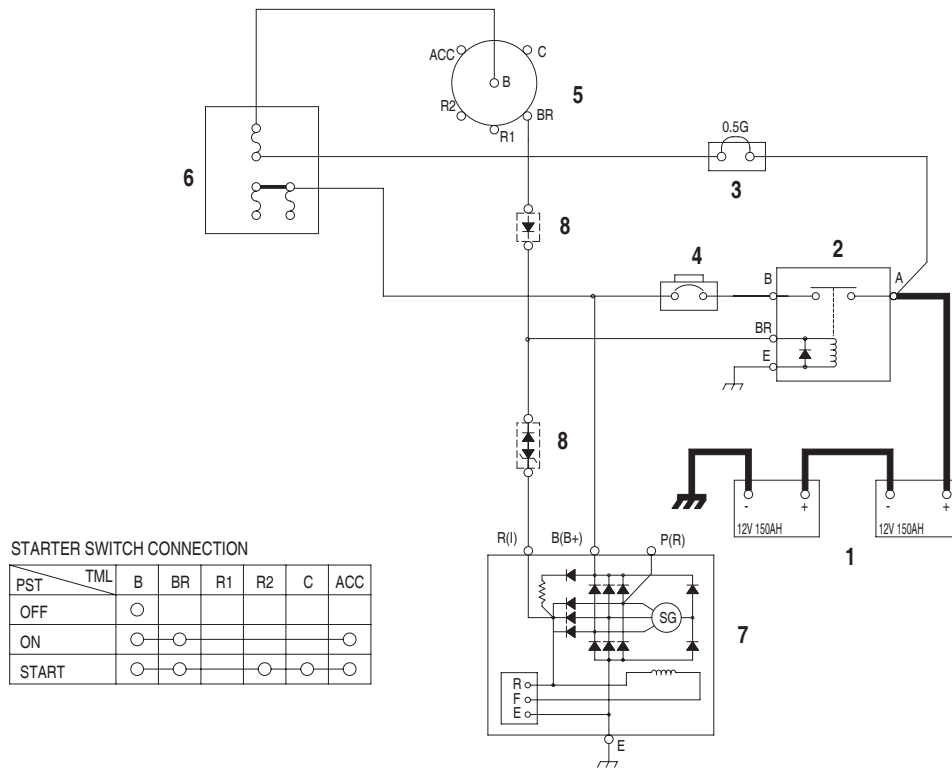 ACC
C
B
5
R2
BR
R1
0.5G
6
3
8
4
2
B
A
BR
E
8
- + - +
12V 150AH 12V 150AH
1
R(I) B(B+) P(R)
SG
7
R
F
E
E
STARTER SWITCH CONNECTION
PST TML B BR R1 R2 C ACC
OFF
ON
START